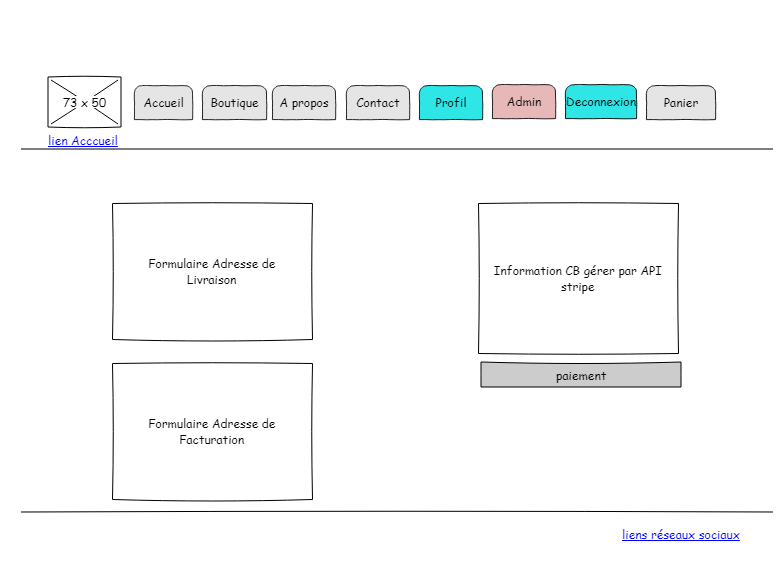 73 x 50
Accueil
Boutique
A propos
Contact
Profil
Admin
Deconnexion
Panier
lien Acccueil
Formulaire Adresse de
Livraison
Information CB gérer par API
stripe
paiement
Formulaire Adresse de
Facturation
liens réseaux sociaux